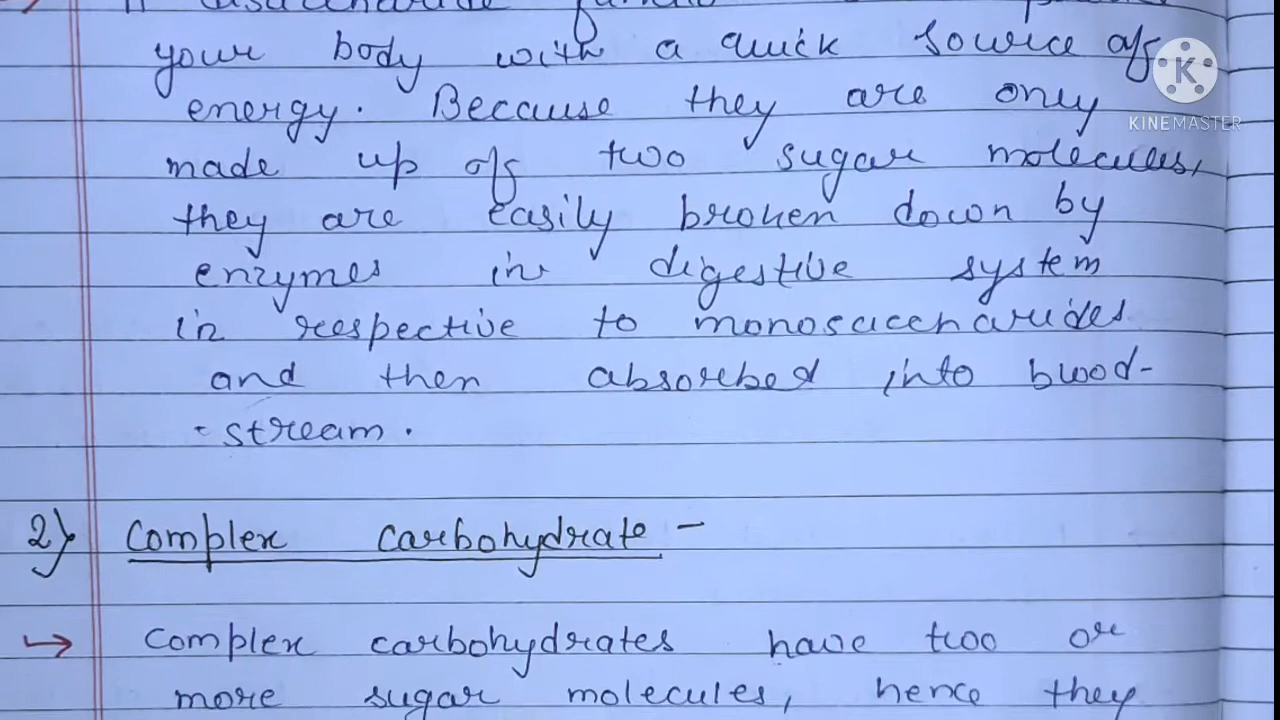 disaccharide
your body with a quick source of
energy. Because they are only
made up of two sugar molecules,
they are easily broken down by
enzymes in digestive system
in respective to monosaccharides
and then absorbed into blood-
- stream.
2) Complex carbohydrate -
→ Complex carbohydrates have two or
more sugar molecules, hence they
K
KINEMASTER